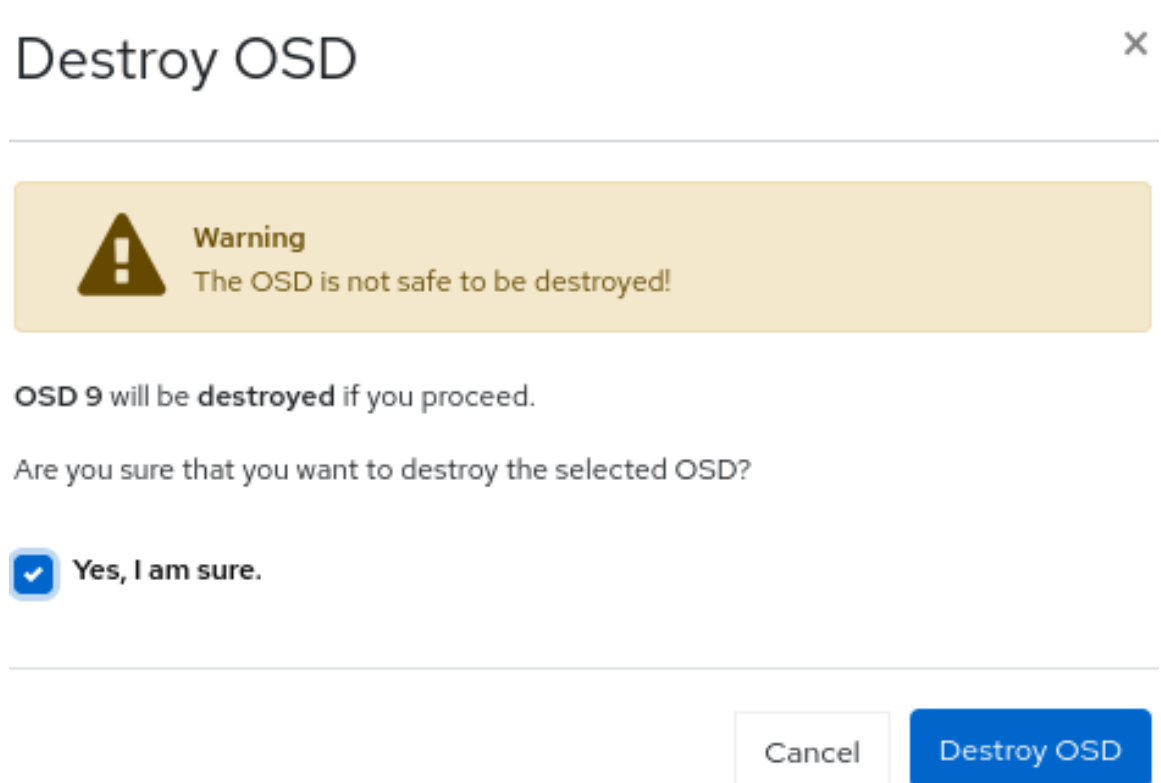 Destroy OSD
Warning
The OSD is not safe to be destroyed!
OSD 9 will be destroyed if you proceed.
Are you sure that you want to destroy the selected OSD?
Yes, I am sure.
Cancel
Destroy OSD